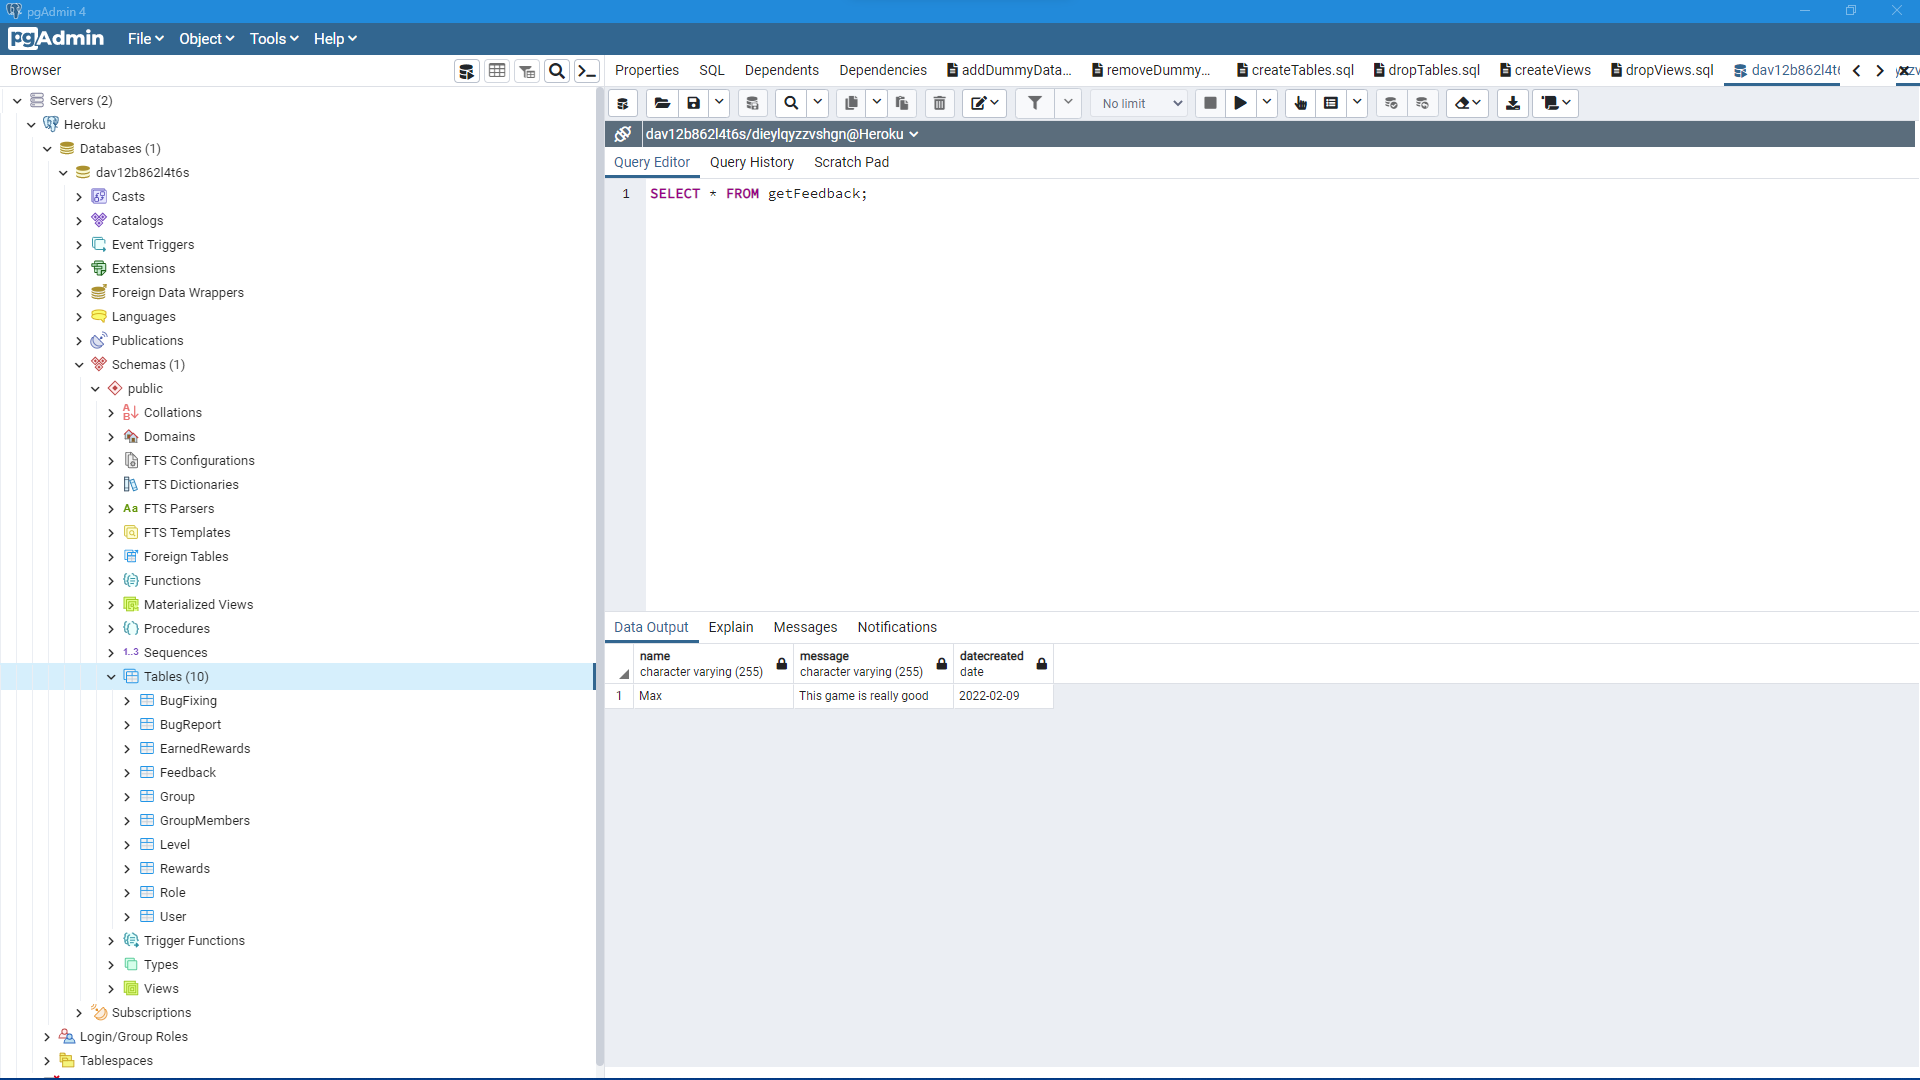 pgAdmin 4
pgAdmin File Object Tools Help
Browser
Properties SQL Dependents Dependencies addDummyData... removeDummy... createTables.sql dropTables.sql createViews dropViews.sql dav12b862l4t6
Servers (2)
Heroku
Databases (1)
dav12b862l4t6s
Casts
Catalogs
Event Triggers
Extensions
Foreign Data Wrappers
Languages
Publications
Schemas (1)
public
Collations
Domains
FTS Configurations
FTS Dictionaries
Aa FTS Parsers
FTS Templates
Foreign Tables
Functions
Materialized Views
Procedures
1..3 Sequences
Tables (10)
BugFixing
BugReport
EarnedRewards
Feedback
Group
GroupMembers
Level
Rewards
Role
User
Trigger Functions
Types
Views
Subscriptions
Login/Group Roles
Tablespaces
No limit
dav12b862l4t6s/dieylqyzzvshgn@Heroku
Query Editor Query History Scratch Pad
1 SELECT * FROM getFeedback;
Data Output Explain Messages Notifications
name message datecreated
character varying (255) character varying (255) date
1 Max This game is really good 2022-02-09